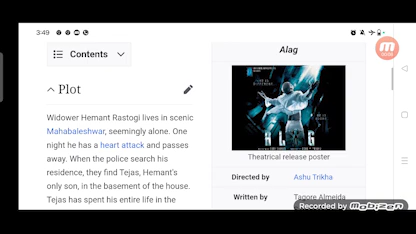 3:49
Contents
Plot
Widower Hemant Rastogi lives in scenic
Mahabaleshwar, seemingly alone. One
night he has a heart attack and passes
away. When the police search his
residence, they find Tejas, Hemant's
only son, in the basement of the house.
Tejas has spent his entire life in the
Alag
ALAG
Theatrical release poster
Directed by Ashu Trikha
Written by Tagore Almeida
Recorded by Mobizen